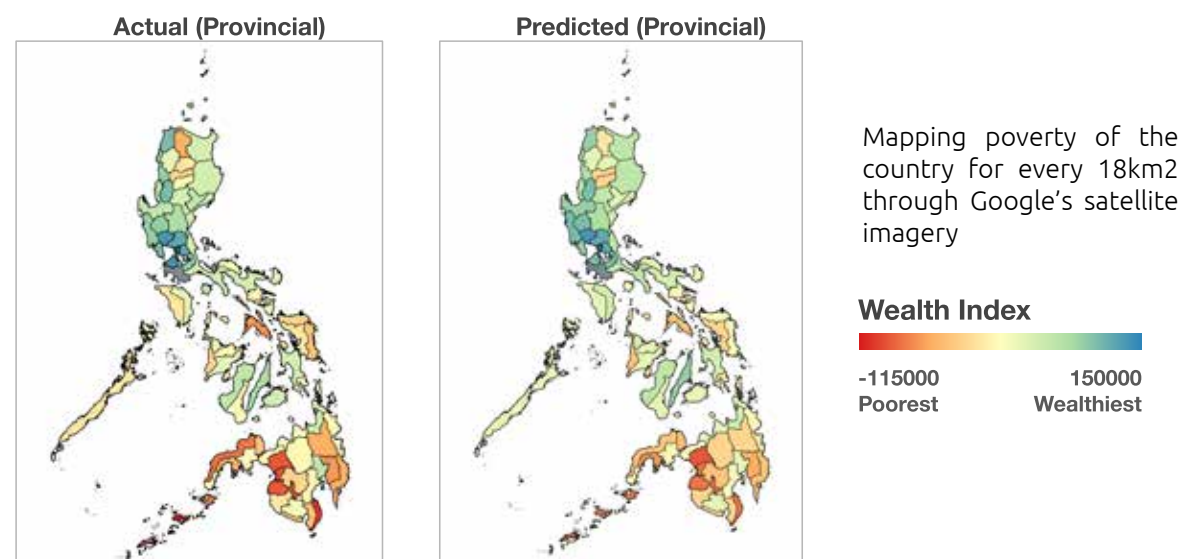 Actual (Provincial)
Predicted (Provincial)
Mapping poverty of the
country for every 18km2
through Google's satellite
imagery
Wealth Index
-115000 150000
Poorest Wealthiest